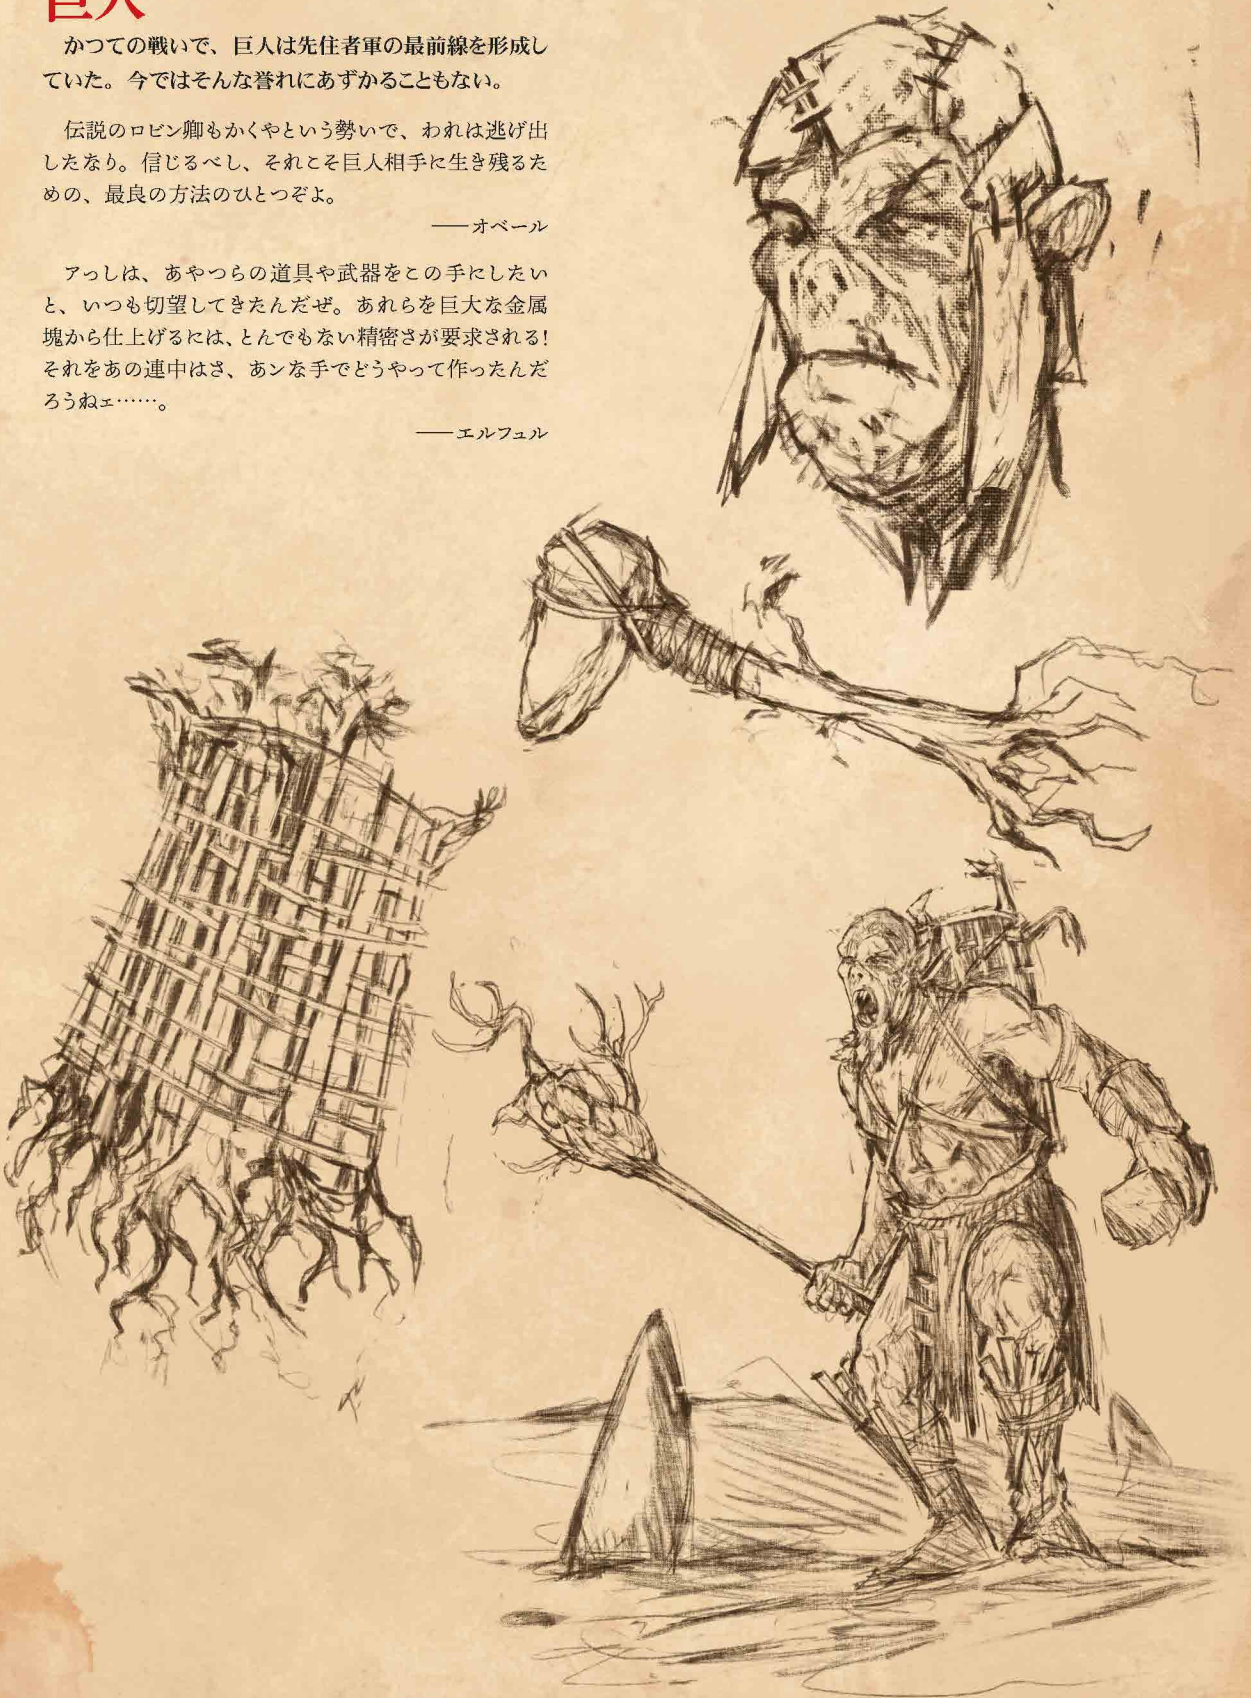 巨人
かつての戦いで、巨人は先住者軍の最前線を形成し
ていた。今ではそんな誉れにあずかることもない。
伝説のロビン卿もかくやという勢いで、われは逃げ出
したなり。信じるべし、それこそ巨人相手に生き残るた
めの、最良の方法のひとつぞよ。
——オベール
アっしは、あやつらの道具や武器をこの手にしたい
と、いつも切望してきたんだぜ。あれらを巨大な金属
塊から仕上げるには、とんでもない精密さが要求される!
それをあの連中はさ、あンな手でどうやって作ったんだ
ろうねェ……。
——エルフュル